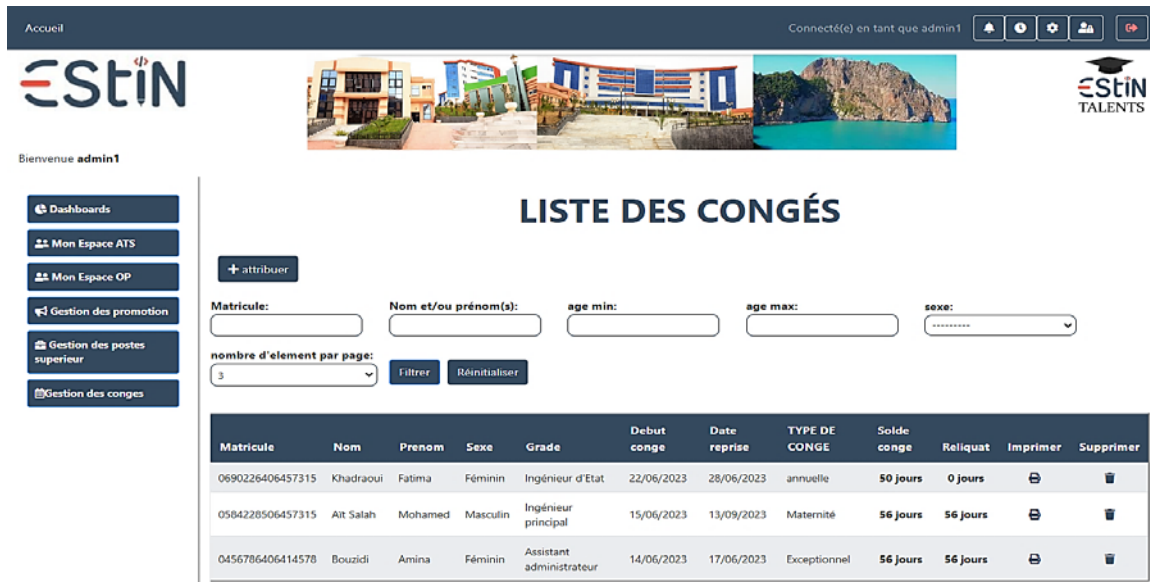 Accueil
Connecté(e) en tant que admin1
EStiN
EStiN
TALENTS
Bienvenue admin1
Dashboards
Mon Espace ATS
Mon Espace OP
Gestion des promotion
Gestion des postes
superieur
Gestion des conges
LISTE DES CONGÉS
+ attribuer
Matricule: Nom et/ou prénom(s): age min: age max: sexe:
---------
nombre d'element par page:
3 Filtrer Réinitialiser
Matricule Nom Prenom Sexe Grade Debut conge Date reprise TYPE DE CONGE Solde conge Reliquat Imprimer Supprimer
0690226406457315 Khadraoui Fatima Féminin Ingénieur d'Etat 22/06/2023 28/06/2023 annuelle 50 jours 0 jours
0584228506457315 Aït Salah Mohamed Masculin Ingénieur principal 15/06/2023 13/09/2023 Maternité 56 jours 56 jours
0456786406414578 Bouzidi Amina Féminin Assistant administrateur 14/06/2023 17/06/2023 Exceptionnel 56 jours 56 jours